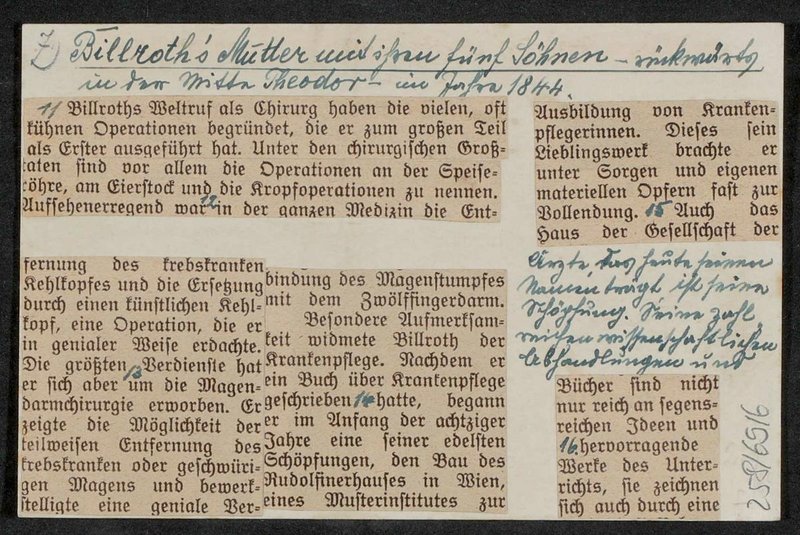 7) Billroth's Mutter mit ihren fünf Söhnen – rückwärts
in der Mitte Theodor – im Jahre 1844.
11 Billroths Weltruf als Chirurg haben die vielen, oft
kühnen Operationen begründet, die er zum großen Teil
als Erster ausgeführt hat. Unter den chirurgischen Groß-
taten sind vor allem die Operationen an der Speise-
röhre, am Eierstock und die Kropfoperationen zu nennen.
Aufsehenerregend war 12 in der ganzen Medizin die Ent-
fernung des krebskranken
Kehlkopfes und die Ersetzung
durch einen künstlichen Kehl-
kopf, eine Operation, die er
in genialer Weise erdachte.
Die größten 13 Verdienste hat
er sich aber um die Magen-
darmchirurgie erworben. Er
zeigte die Möglichkeit der
teilweisen Entfernung des
krebskranken oder geschwüri-
gen Magens und bewerk-
stelligte eine geniale Ver-
bindung des Magenstumpfes
mit dem Zwölffingerdarm.
Besondere Aufmerksam-
keit widmete Billroth der
Krankenpflege. Nachdem er
ein Buch über Krankenpflege
geschrieben 14 hatte, begann
er im Anfang der achtziger
Jahre eine seiner edelsten
Schöpfungen, den Bau des
Rudolfinerhauses in Wien,
eines Musterinstitutes zur
Ausbildung von Kranken-
pflegerinnen. Dieses sein
Lieblingswerk brachte er
unter Sorgen und eigenen
materiellen Opfern fast zur
Vollendung. 15 Auch das
Haus der Gesellschaft der
Ärzte, das heute seinen
Namen trägt ist seine
Schöpfung. Seine zahl
reichen wissenschaftlichen
Abhandlungen und
Bücher sind nicht
nur reich an segens-
reichen Ideen und
16 hervorragende
Werke des Unter-
richts, sie zeichnen
sich auch durch eine
258/6516